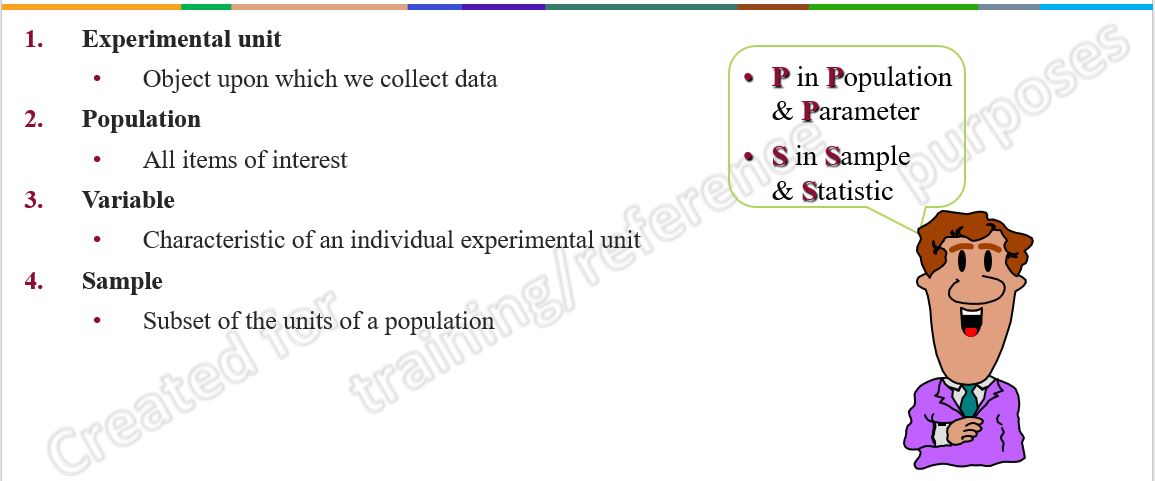 1. Experimental unit
• Object upon which we collect data
2. Population
• All items of interest
3. Variable
• Characteristic of an individual experimental unit
4. Sample
• Subset of the units of a population
• P in Population
& Parameter
• S in Sample
& Statistic
Created for
training/reference
purposes